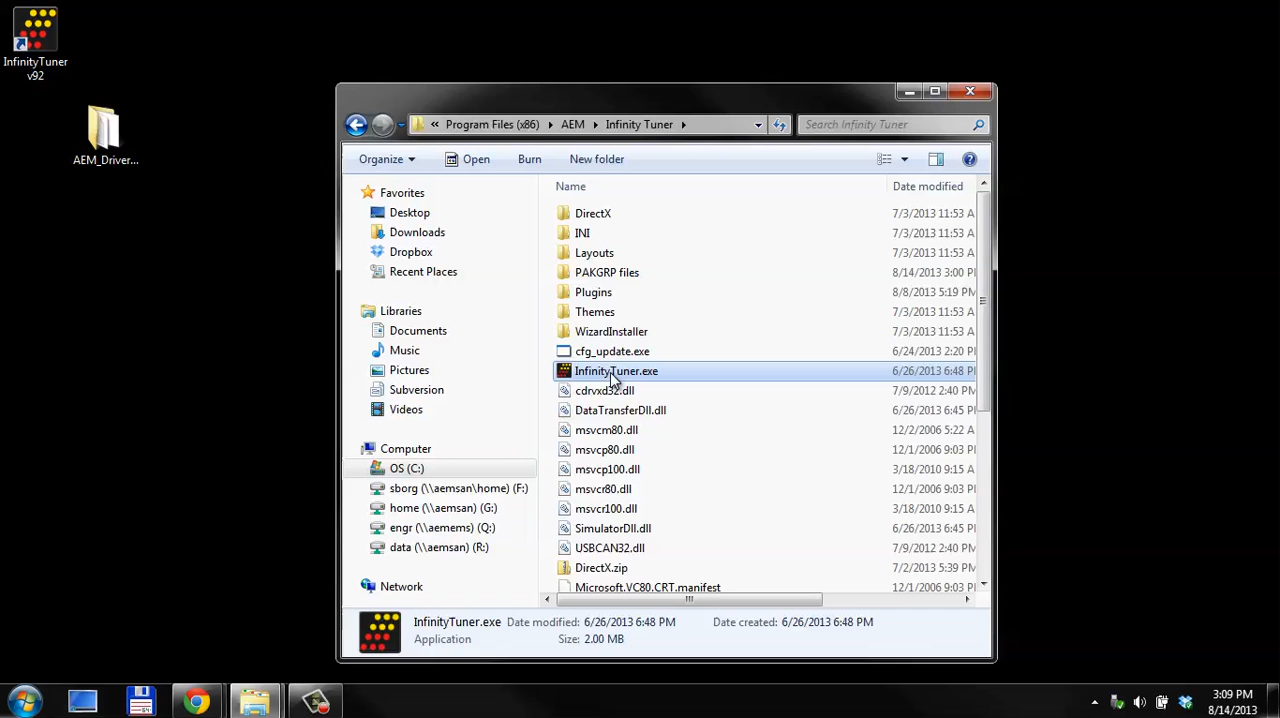 InfinityTuner
v92
AEM_Driver...
Program Files (x86)
AEM
Infinity Tuner
Search Infinity Tuner
Organize
Open
Burn
New folder
Favorites
Desktop
Downloads
Dropbox
Recent Places
Libraries
Documents
Music
Pictures
Subversion
Videos
Computer
OS (C:)
sborg (\\aemsan\home) (F:)
home (\\aemsan) (G:)
engr (\\aemems) (Q:)
data (\\aemsan) (R:)
Network
Name Date modified
DirectX 7/3/2013 11:53 A
INI 7/3/2013 11:53 A
Layouts 7/3/2013 11:53 A
PAKGRP files 8/14/2013 3:00 P
Plugins 8/8/2013 5:19 PM
Themes 7/3/2013 11:53 A
WizardInstaller 7/3/2013 11:53 A
cfg_update.exe 6/24/2013 2:20 P
InfinityTuner.exe 6/26/2013 6:48 P
cdrvxd32.dll 7/9/2012 2:40 PM
DataTransferDll.dll 6/26/2013 6:45 P
msvcm80.dll 12/2/2006 5:22 A
msvcp80.dll 12/1/2006 9:03 P
msvcp100.dll 3/18/2010 9:15 A
msvcr80.dll 12/1/2006 9:03 P
msvcr100.dll 3/18/2010 9:15 A
SimulatorDll.dll 6/26/2013 6:45 P
USBCAN32.dll 7/9/2012 2:40 PM
DirectX.zip 7/2/2013 5:39 PM
Microsoft.VC80.CRT.manifest 12/1/2006 9:03 P
InfinityTuner.exe Date modified: 6/26/2013 6:48 PM Date created: 6/26/2013 6:48 PM
Application Size: 2.00 MB
3:09 PM
8/14/2013